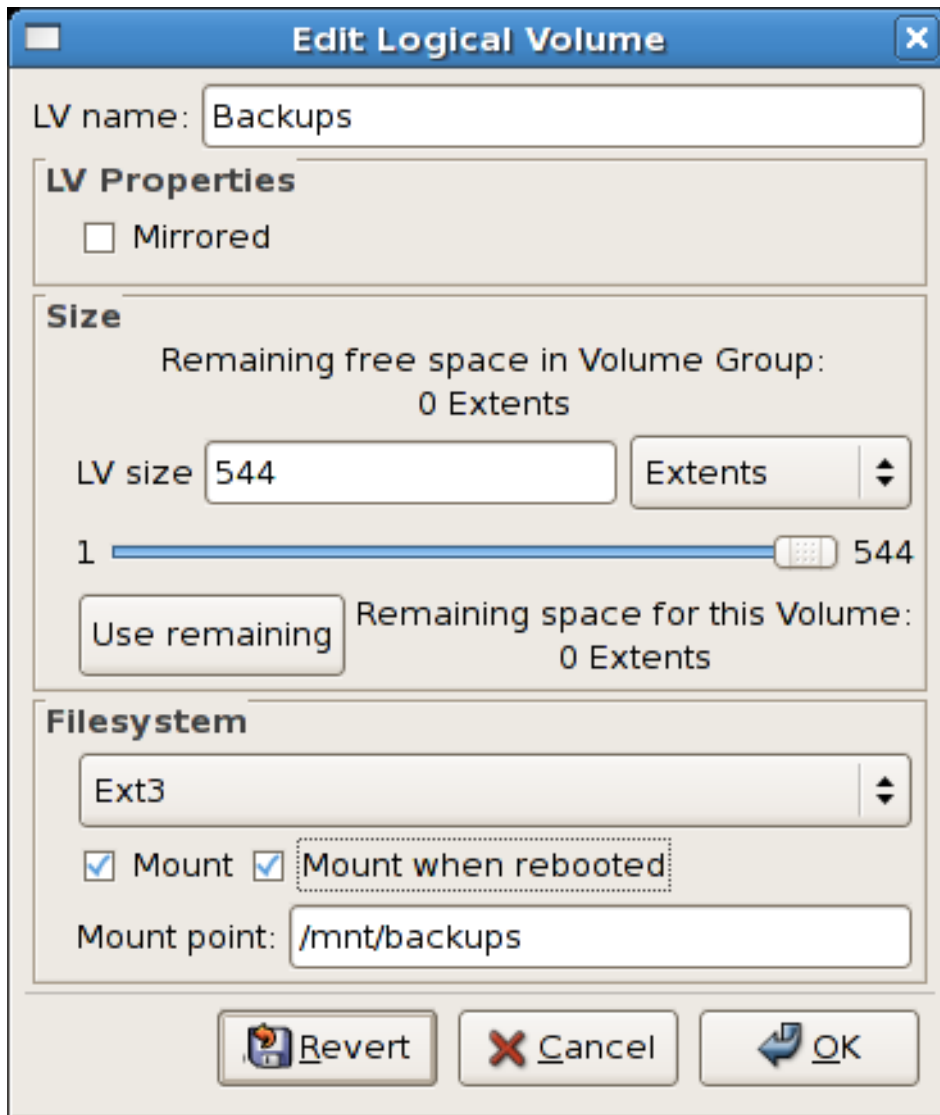 Edit Logical Volume
LV name: Backups
LV Properties
Mirrored
Size
Remaining free space in Volume Group:
0 Extents
LV size 544 Extents
1 544
Use remaining Remaining space for this Volume:
0 Extents
Filesystem
Ext3
Mount Mount when rebooted
Mount point: /mnt/backups
Revert Cancel OK